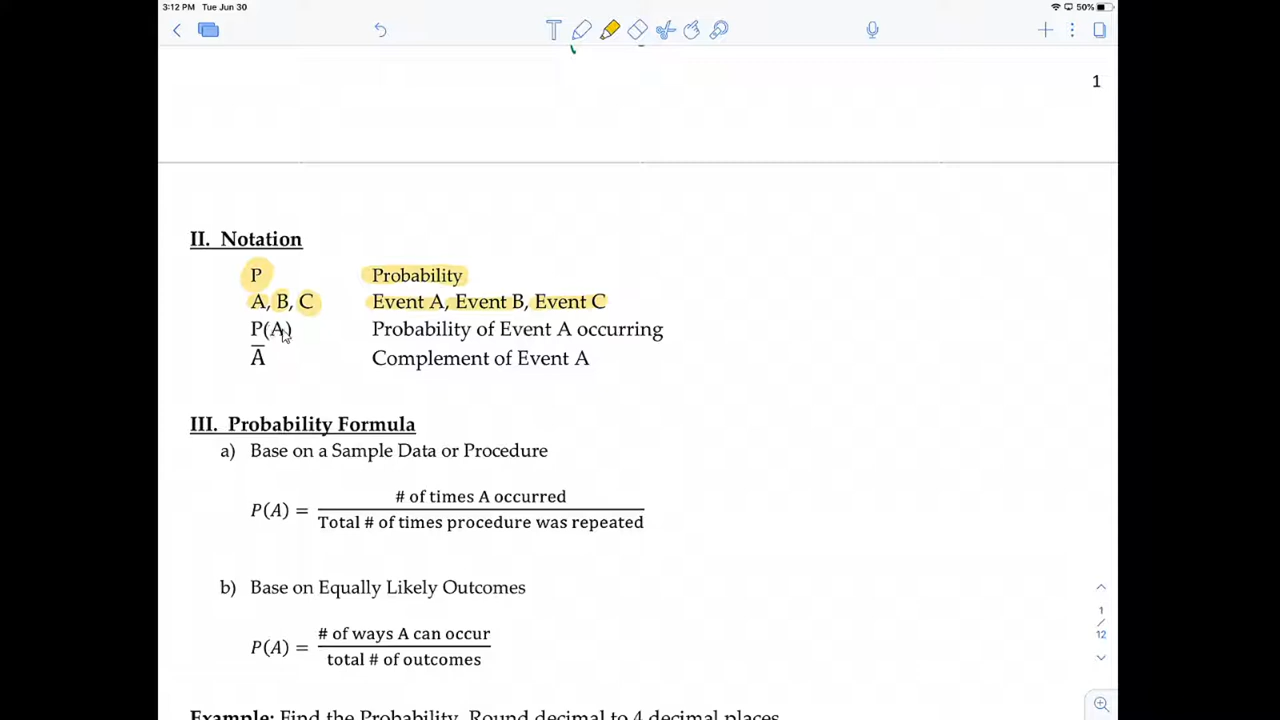 3:12 PM Tue Jun 30
50%
1
II. Notation
P Probability
A, B, C Event A, Event B, Event C
P(A) Probability of Event A occurring
A̅ Complement of Event A
III. Probability Formula
a) Base on a Sample Data or Procedure
# of times A occurred
P(A) =
Total # of times procedure was repeated
b) Base on Equally Likely Outcomes
# of ways A can occur
P(A) =
total # of outcomes
1
/
12
Example: Find the Probability. Round decimal to 4 decimal places